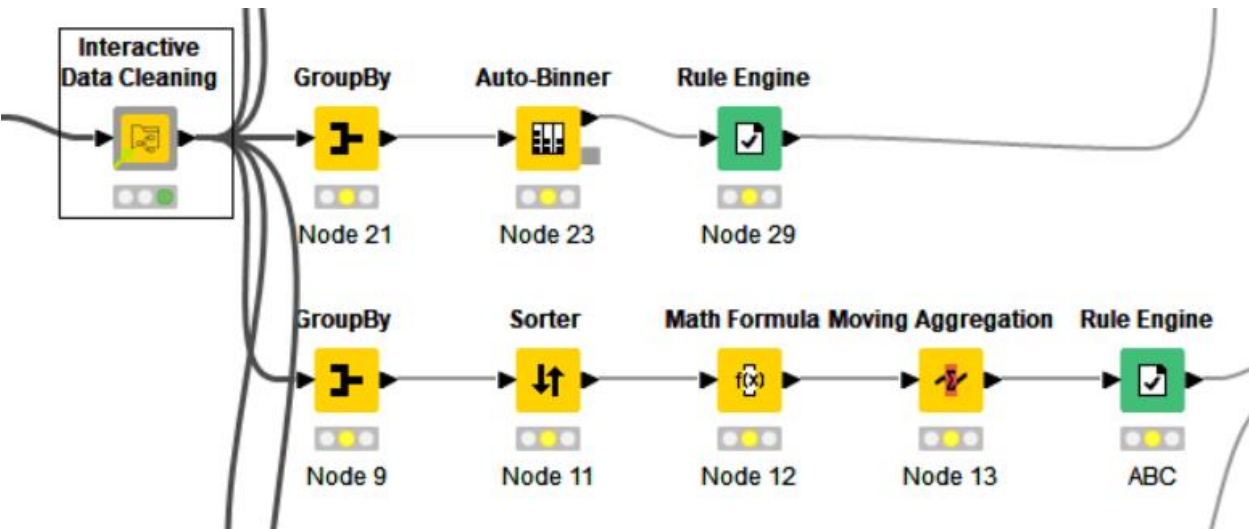 Interactive
Data Cleaning
GroupBy
Auto-Binner
Rule Engine
Node 21
Node 23
Node 29
GroupBy
Sorter
Math Formula
Moving Aggregation
Rule Engine
f(x)
Node 9
Node 11
Node 12
Node 13
ABC